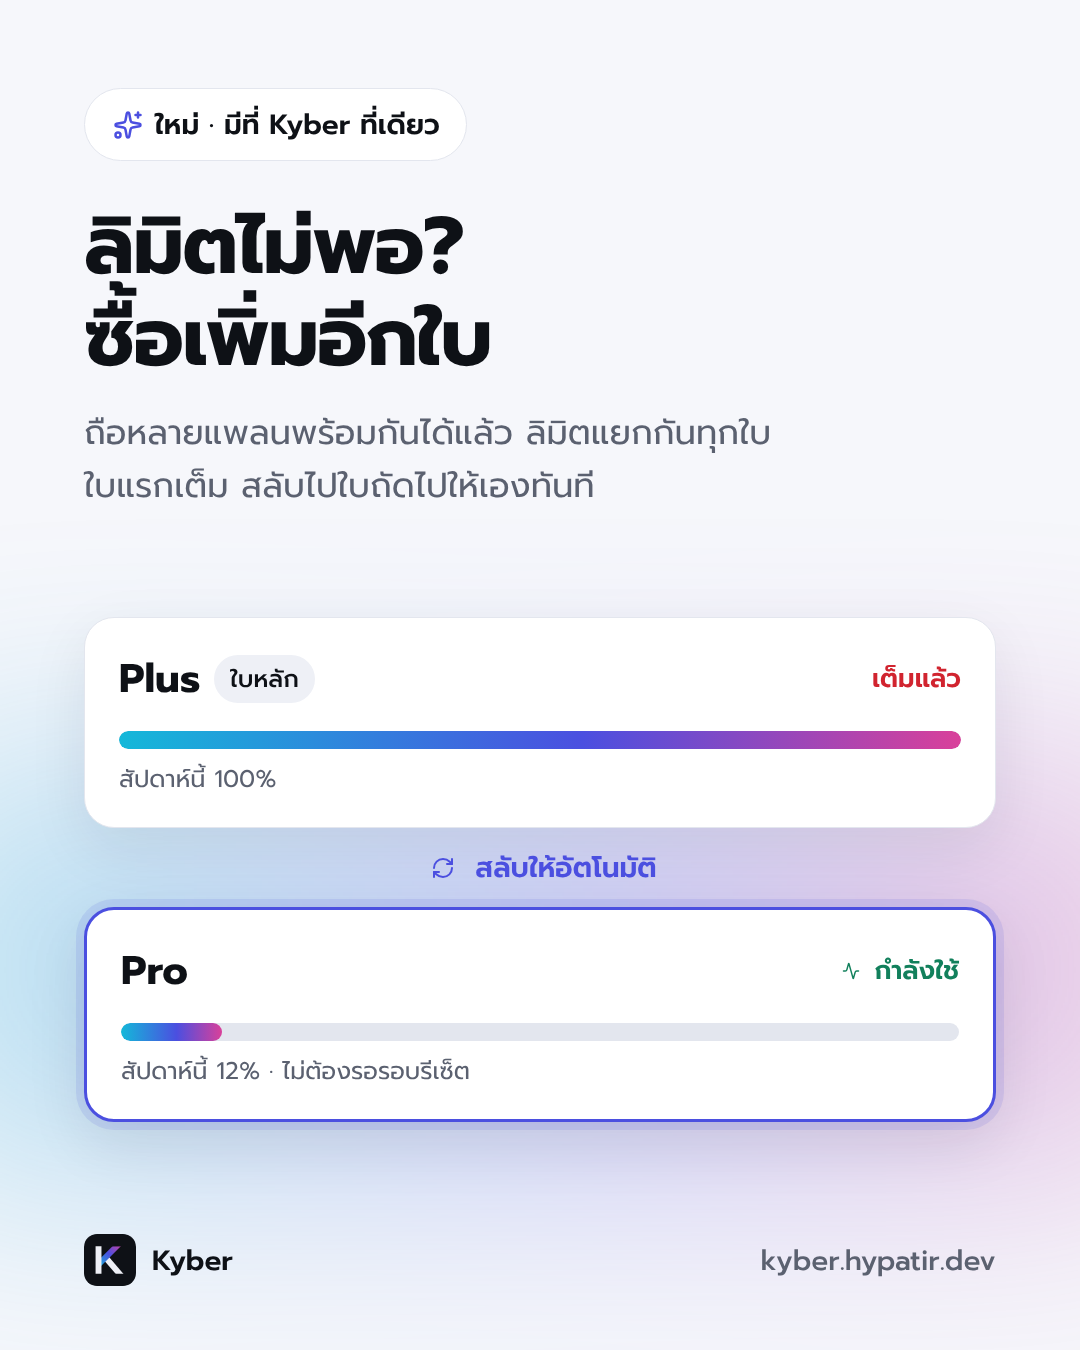 ใหม่ · มีที่ Kyber ที่เดียว
ลิมิตไม่พอ?
ซื้อเพิ่มอีกใบ
ถือหลายแพลนพร้อมกันได้แล้ว ลิมิตแยกกันทุกใบ
ใบแรกเต็ม สลับไปใบถัดไปให้เองทันที
Plus ใบหลัก เต็มแล้ว
สัปดาห์นี้ 100%
สลับให้อัตโนมัติ
Pro กำลังใช้
สัปดาห์นี้ 12% · ไม่ต้องรอรอบรีเซ็ต
K Kyber kyber.hypatir.dev